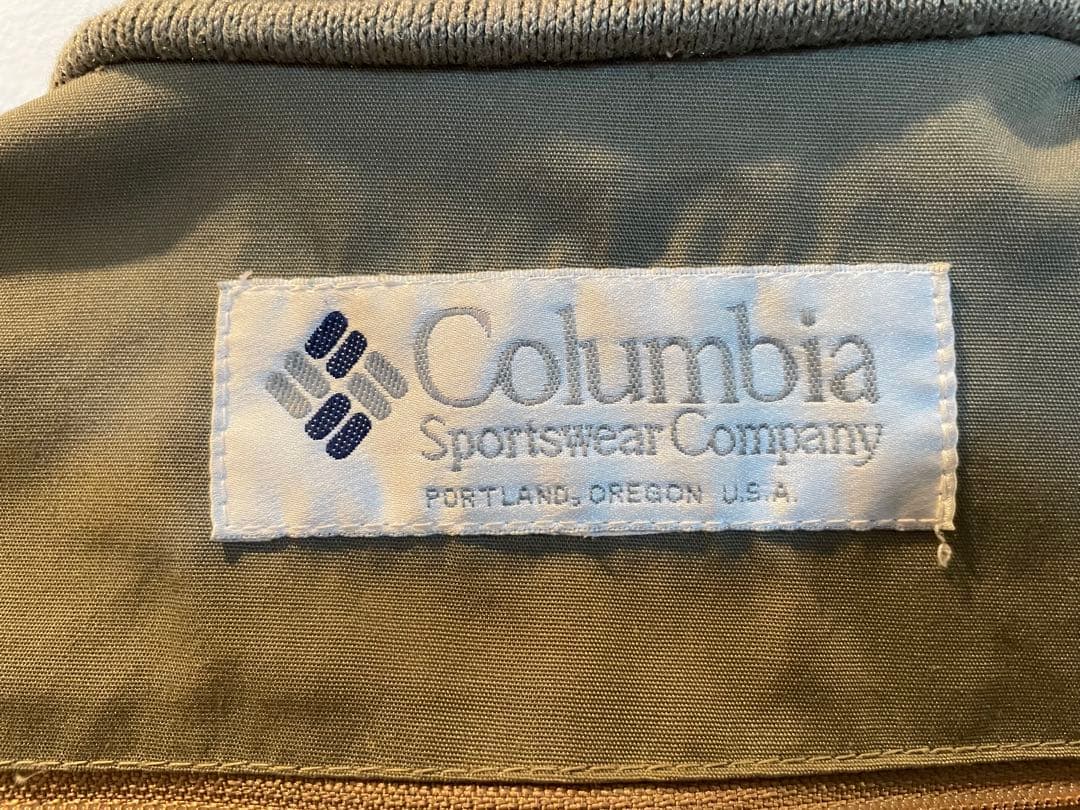 Columbia
Sportswear Company
PORTLAND, OREGON U.S.A.